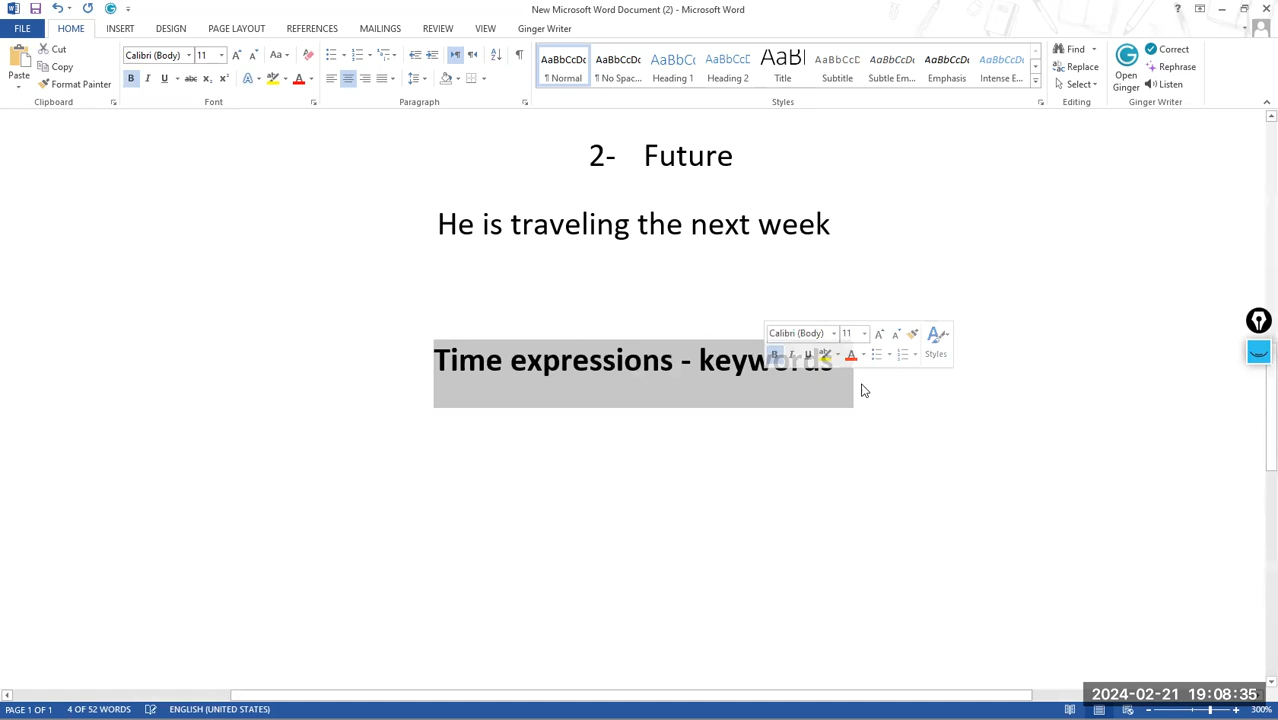 New Microsoft Word Document (2) - Microsoft Word
FILE HOME INSERT DESIGN PAGE LAYOUT REFERENCES MAILINGS REVIEW VIEW Ginger Writer
Paste
Cut
Copy
Format Painter
Clipboard
Calibri (Body) 11
Font
Paragraph
AaBbCcDc AaBbCcDc AaBbCc AaBbCcD AaBl AaBbCcD AaBbCcDc AaBbCcDc AaBbCcDc
¶ Normal ¶ No Spac... Heading 1 Heading 2 Title Subtitle Subtle Em... Emphasis Intense E...
Styles
Find
Replace
Select
Editing
Open Ginger
Correct
Rephrase
Listen
Ginger Writer
2- Future
He is traveling the next week
Calibri (Body) 11
Styles
Time expressions - keywords
2024-02-21 19:08:35
PAGE 1 OF 1 4 OF 52 WORDS ENGLISH (UNITED STATES) 300%